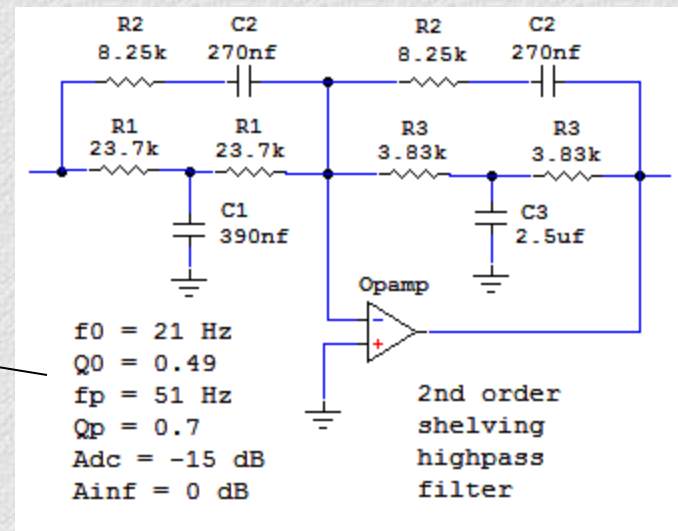 R2 C2 R2 C2
8.25k 270nf 8.25k 270nf
R1 R1 R3 R3
23.7k 23.7k 3.83k 3.83k
C1 C3
390nf 2.5uf
Opamp
-
+
f0 = 21 Hz
Q0 = 0.49
fp = 51 Hz
Qp = 0.7
Adc = -15 dB
Ainf = 0 dB
2nd order
shelving
highpass
filter